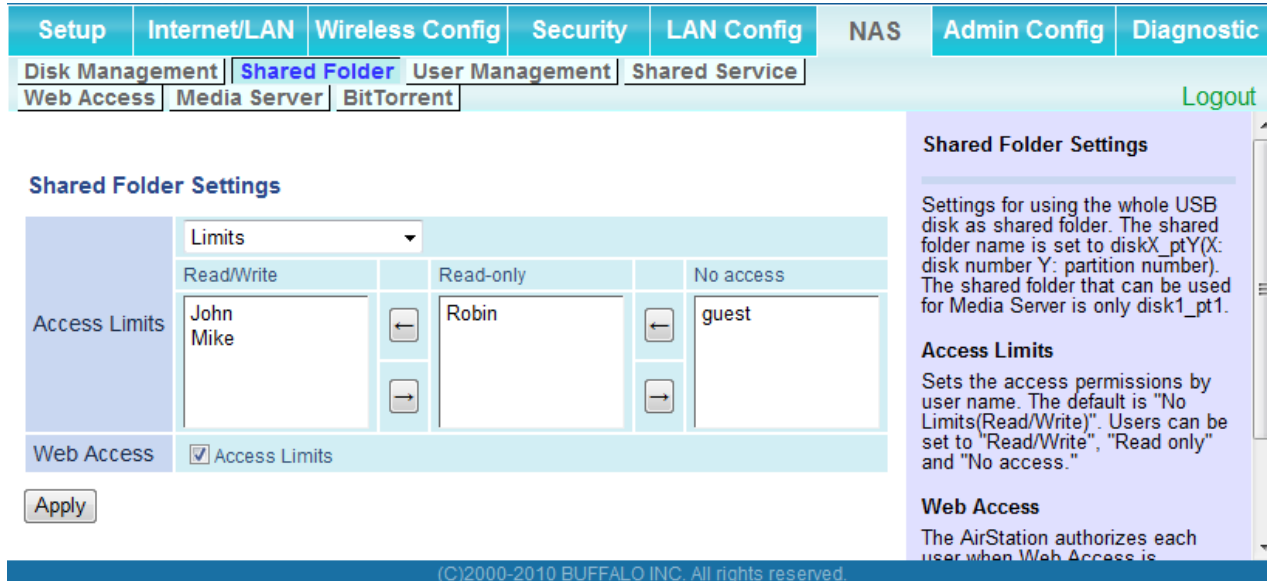 Setup Internet/LAN Wireless Config Security LAN Config NAS Admin Config Diagnostic
Disk Management Shared Folder User Management Shared Service
Web Access Media Server BitTorrent
Logout
Shared Folder Settings
Access Limits
Limits
Read/Write Read-only No access
John
Mike
←
→
Robin
←
→
guest
Web Access
Access Limits
Apply
Shared Folder Settings
Settings for using the whole USB
disk as shared folder. The shared
folder name is set to diskX_ptY(X:
disk number Y: partition number).
The shared folder that can be used
for Media Server is only disk1_pt1.
Access Limits
Sets the access permissions by
user name. The default is "No
Limits(Read/Write)". Users can be
set to "Read/Write", "Read only"
and "No access."
Web Access
The AirStation authorizes each
user when Web Access is
(C)2000-2010 BUFFALO INC. All rights reserved.